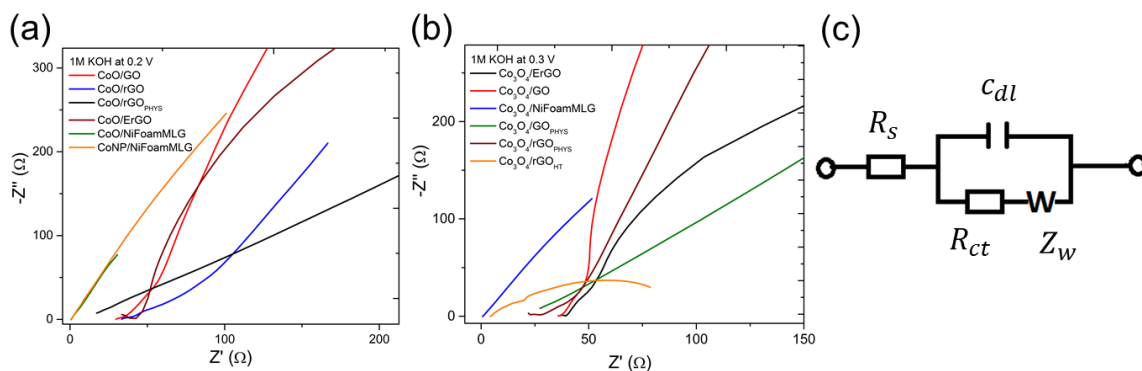 (a)
300
200
100
0
-Z'' (Ω)
1M KOH at 0.2 V
CoO/GO
CoO/rGO
CoO/rGO_PHYS
CoO/ErGO
CoO/NiFoamMLG
CoNP/NiFoamMLG
0 100 200
Z' (Ω)
(b)
200
100
0
-Z'' (Ω)
1M KOH at 0.3 V
Co₃O₄/ErGO
Co₃O₄/GO
Co₃O₄/NiFoamMLG
Co₃O₄/GO_PHYS
Co₃O₄/rGO_PHYS
Co₃O₄/rGO_HT
0 50 100 150
Z' (Ω)
(c)
c_dl
R_s
W
R_ct
Z_w